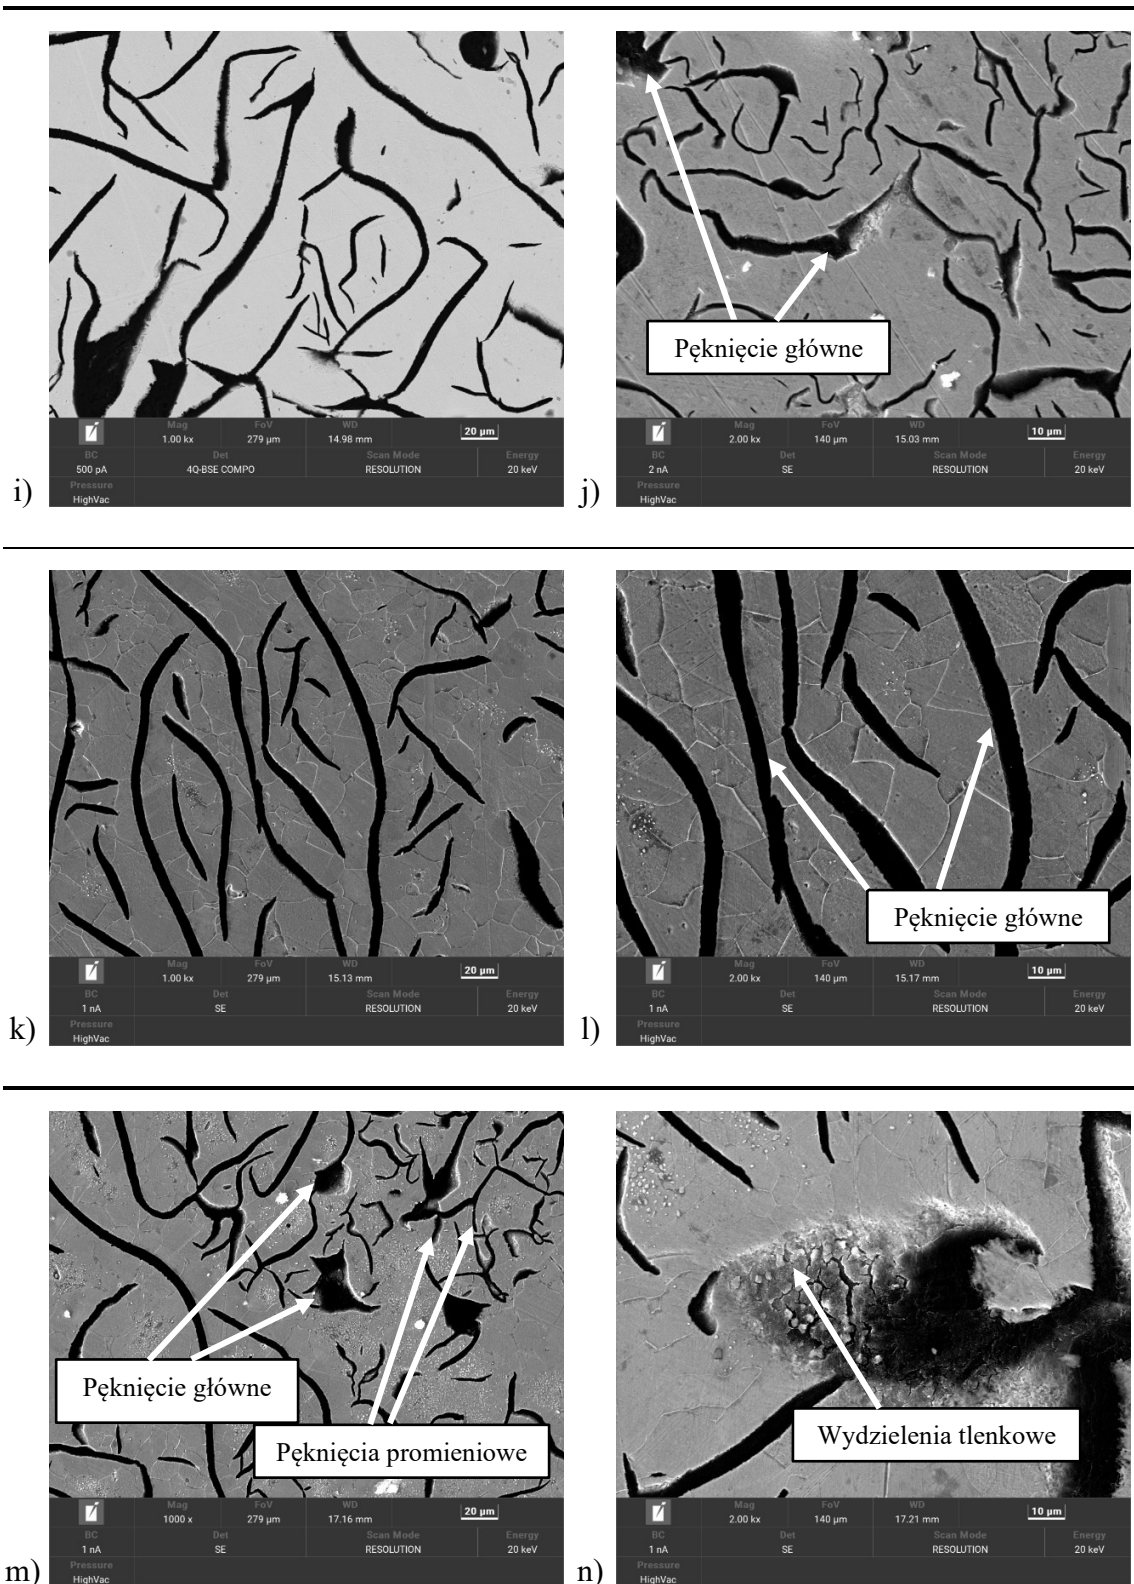 Pęknięcie główne
Mag FoV WD
1.00 kx 279 µm 14.98 mm 20 µm
BC Det Scan Mode Energy
500 pA 4Q-BSE COMPO RESOLUTION 20 keV
Pressure
HighVac
i)
Mag FoV WD
2.00 kx 140 µm 15.03 mm 10 µm
BC Det Scan Mode Energy
2 nA SE RESOLUTION 20 keV
Pressure
HighVac
j)
Pęknięcie główne
Mag FoV WD
1.00 kx 279 µm 15.13 mm 20 µm
BC Det Scan Mode Energy
1 nA SE RESOLUTION 20 keV
Pressure
HighVac
k)
Mag FoV WD
2.00 kx 140 µm 15.17 mm 10 µm
BC Det Scan Mode Energy
1 nA SE RESOLUTION 20 keV
Pressure
HighVac
l)
Pęknięcie główne
Pęknięcia promieniowe
Mag FoV WD
1000 x 279 µm 17.16 mm 20 µm
BC Det Scan Mode Energy
1 nA SE RESOLUTION 20 keV
Pressure
HighVac
m)
Wydzielenia tlenkowe
Mag FoV WD
2.00 kx 140 µm 17.21 mm 10 µm
BC Det Scan Mode Energy
1 nA SE RESOLUTION 20 keV
Pressure
HighVac
n)